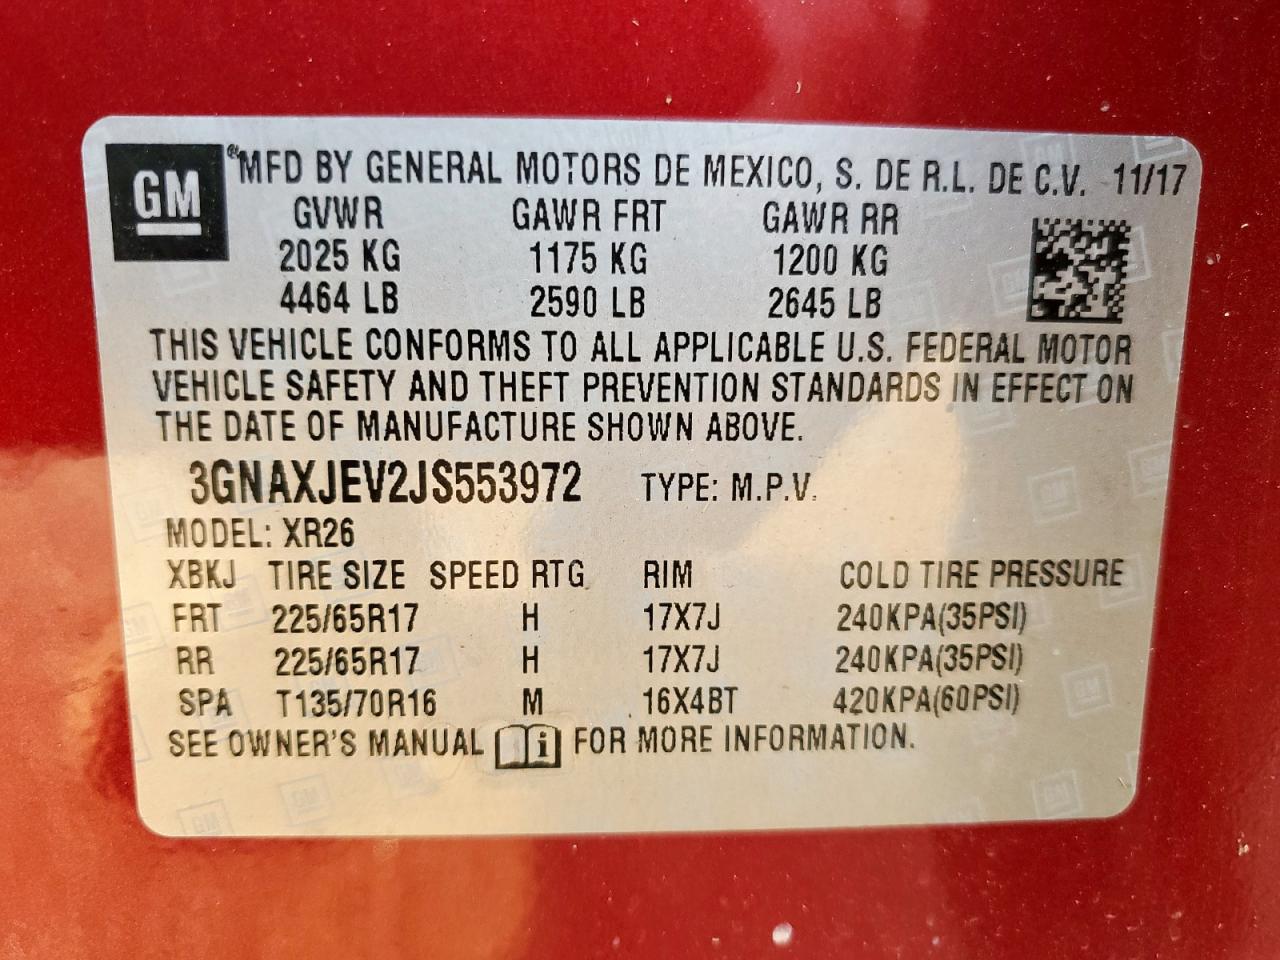 GM ® MFD BY GENERAL MOTORS DE MEXICO, S. DE R.L. DE C.V. 11/17
GVWR GAWR FRT GAWR RR
2025 KG 1175 KG 1200 KG
4464 LB 2590 LB 2645 LB
THIS VEHICLE CONFORMS TO ALL APPLICABLE U.S. FEDERAL MOTOR
VEHICLE SAFETY AND THEFT PREVENTION STANDARDS IN EFFECT ON
THE DATE OF MANUFACTURE SHOWN ABOVE.
3GNAXJEV2JS553972 TYPE: M.P.V.
MODEL: XR26
XBKJ TIRE SIZE SPEED RTG RIM COLD TIRE PRESSURE
FRT 225/65R17 H 17X7J 240KPA(35PSI)
RR 225/65R17 H 17X7J 240KPA(35PSI)
SPA T135/70R16 M 16X4BT 420KPA(60PSI)
SEE OWNER'S MANUAL i FOR MORE INFORMATION.